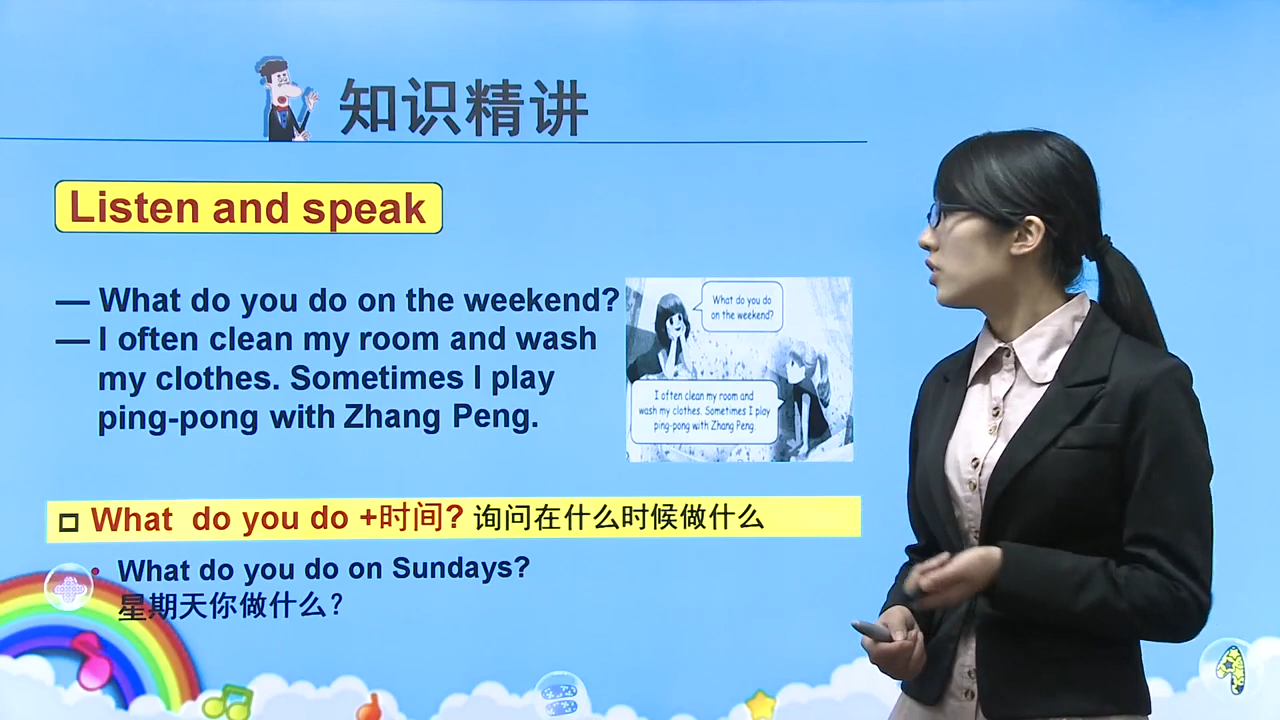 知识精讲
Listen and speak
— What do you do on the weekend?
— I often clean my room and wash
my clothes. Sometimes I play
ping-pong with Zhang Peng.
What do you do
on the weekend?
I often clean my room and
wash my clothes. Sometimes I play
ping-pong with Zhang Peng.
What do you do +时间? 询问在什么时候做什么
• What do you do on Sundays?
星期天你做什么？